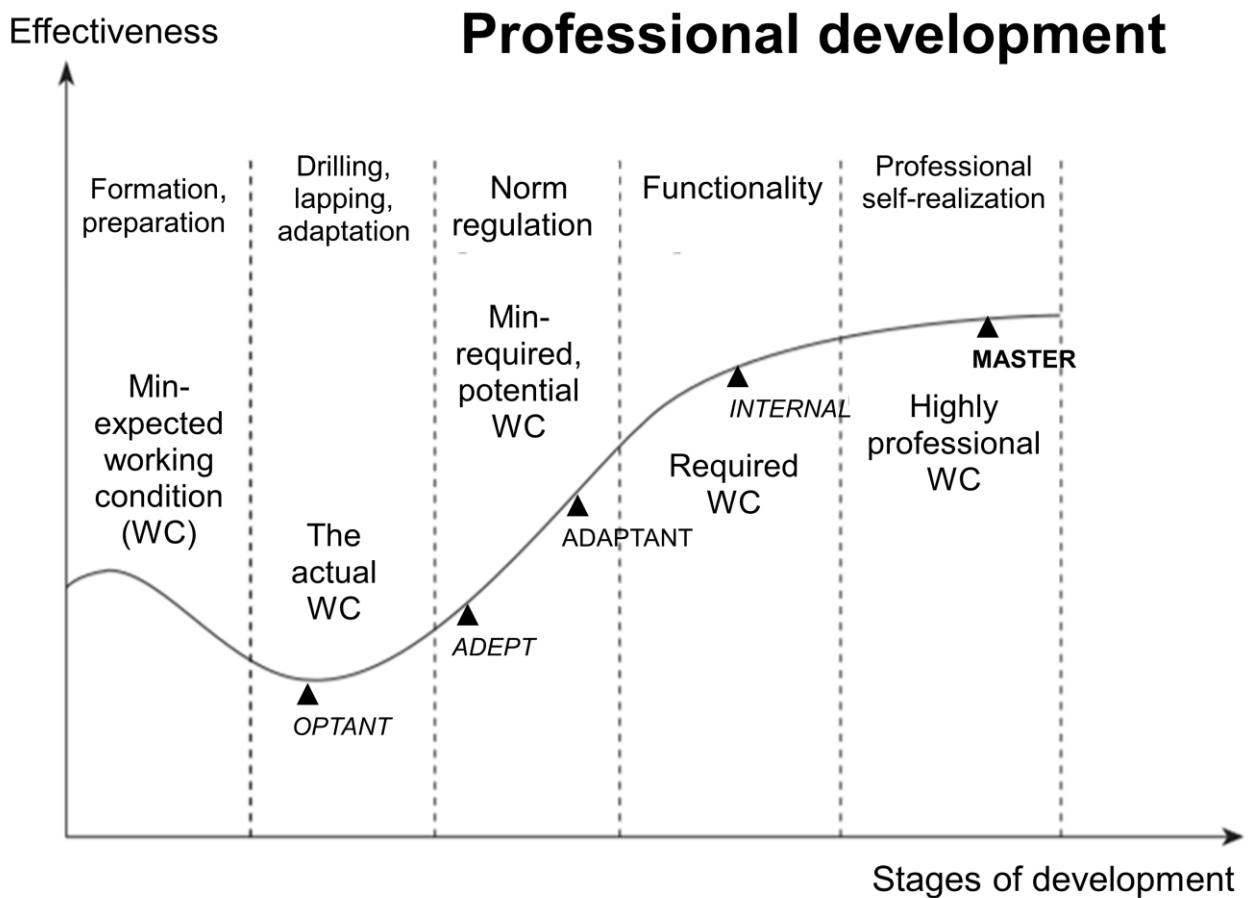 Effectiveness
Professional development
Formation,
preparation
Drilling,
lapping,
adaptation
Norm
regulation
Functionality
Professional
self-realization
Min-
expected
working
condition
(WC)
The
actual
WC
Min-
required,
potential
WC
Required
WC
Highly
professional
WC
OPTANT
ADEPT
ADAPTANT
INTERNAL
MASTER
Stages of development